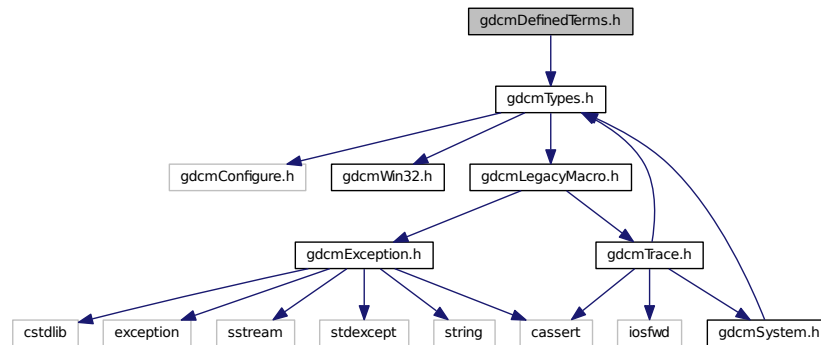 gdcmDefinedTerms.h
gdcmTypes.h
gdcmConfigure.h
gdcmWin32.h
gdcmLegacyMacro.h
gdcmException.h
gdcmTrace.h
cstdlib
exception
sstream
stdexcept
string
cassert
iosfwd
gdcmSystem.h